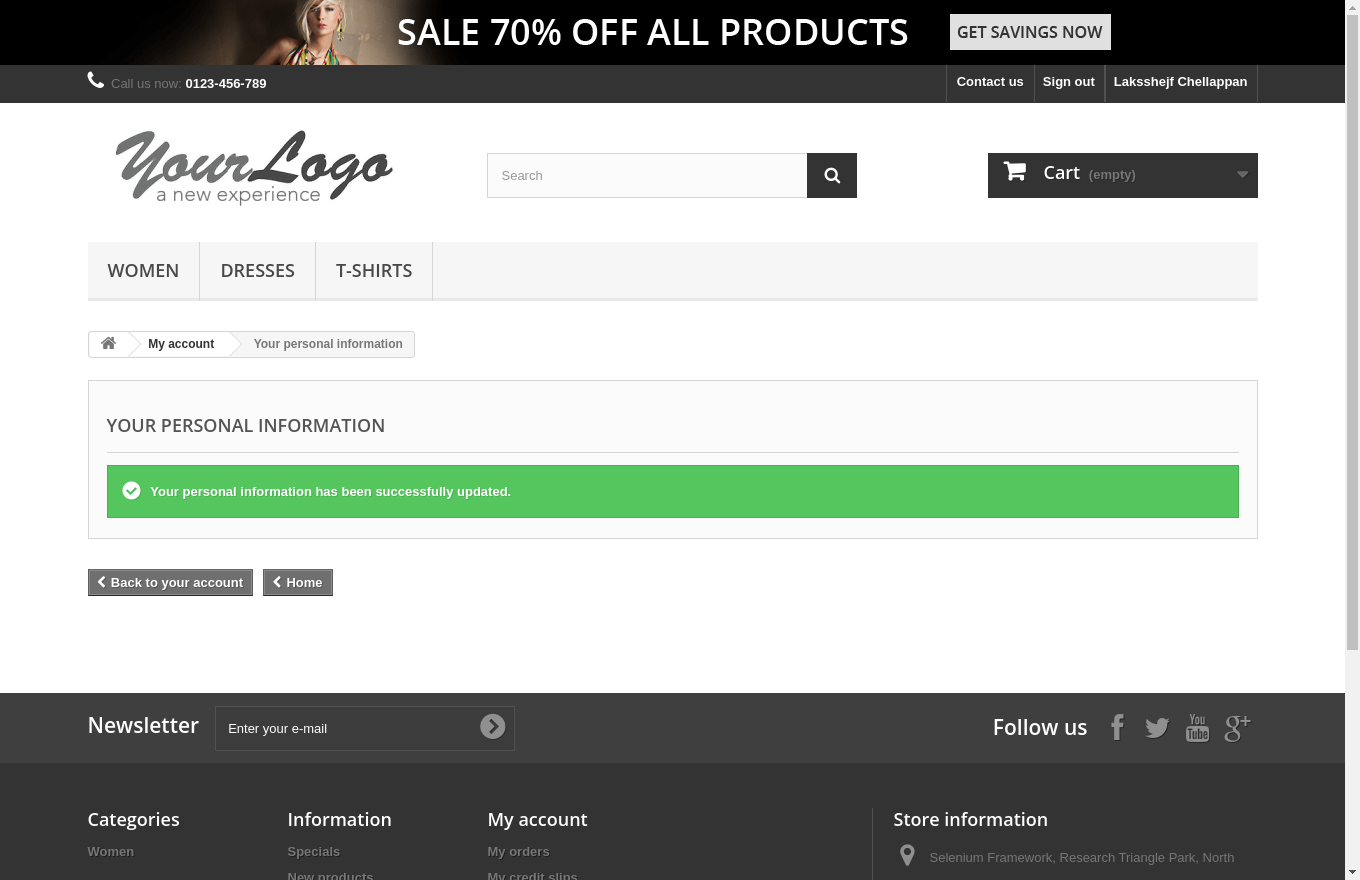 SALE 70% OFF ALL PRODUCTS GET SAVINGS NOW
Call us now: 0123-456-789 Contact us Sign out Laksshejf Chellappan
YourLogo
a new experience
Search Cart (empty)
WOMEN DRESSES T-SHIRTS
My account Your personal information
YOUR PERSONAL INFORMATION
Your personal information has been successfully updated.
Back to your account Home
Newsletter Enter your e-mail Follow us
Categories Information My account Store information
Women Specials My orders Selenium Framework, Research Triangle Park, North
New products My credit slips